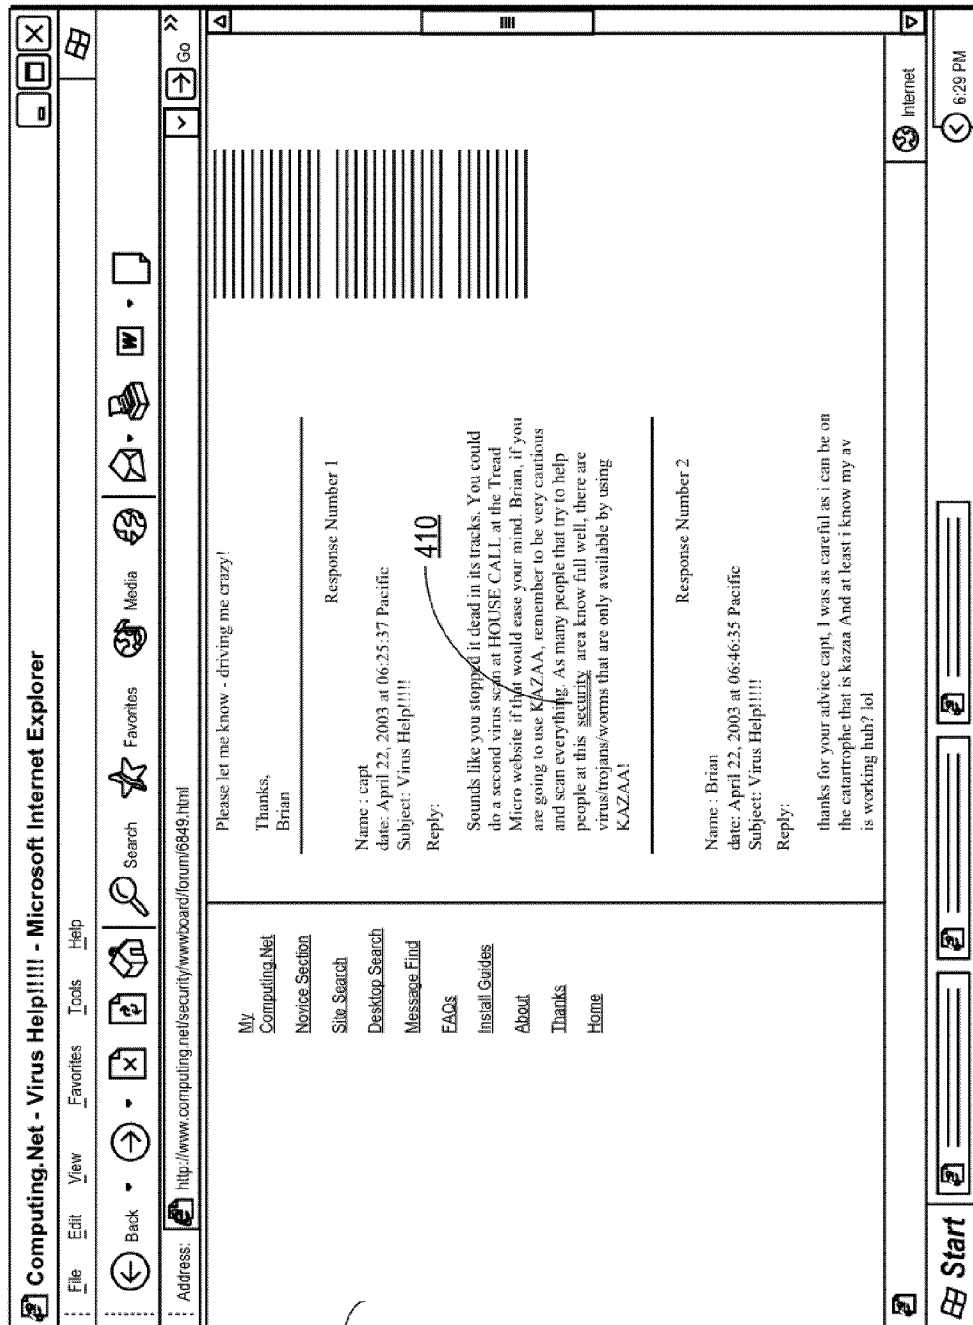 Computing.Net - Virus Help!!!!! - Microsoft Internet Explorer
File Edit View Favorites Tools Help
Back Search Favorites Media W
Address: http://www.computing.net/security/wwwboard/forum/6849.html Go »
My
Computing.Net
Novice Section
Site Search
Desktop Search
Message Find
FAQs
Install Guides
About
Thanks
Home
Please let me know - driving me crazy!
Thanks,
Brian
Response Number 1
Name : capt
date: April 22, 2003 at 06:25:37 Pacific
Subject: Virus Help!!!!!
Reply:
410
Sounds like you stopped it dead in its tracks. You could
do a second virus scan at HOUSE CALL at the Tread
Micro website if that would ease your mind. Brian, if you
are going to use KAZAA, remember to be very cautious
and scan everything. As many people that try to help
people at this security area know full well, there are
virus/trojans/worms that are only available by using
KAZAA!
Response Number 2
Name : Brian
date: April 22, 2003 at 06:46:35 Pacific
Subject: Virus Help!!!!!
Reply:
thanks for your advice capt, I was as careful as i can be on
the catartrophe that is kazaa And at least i know my av
is working huh? lol
Internet
Start 6:29 PM